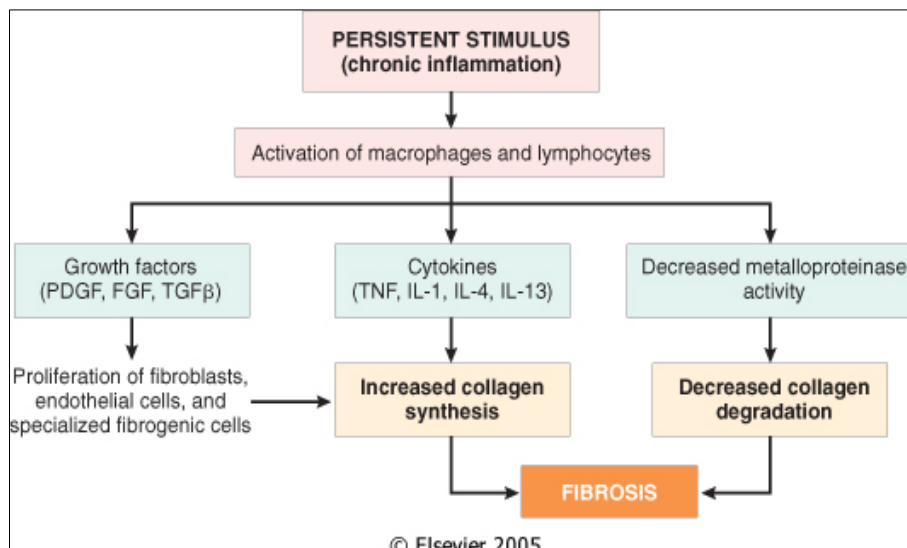 PERSISTENT STIMULUS
(chronic inflammation)
Activation of macrophages and lymphocytes
Growth factors
(PDGF, FGF, TGFβ)
Cytokines
(TNF, IL-1, IL-4, IL-13)
Decreased metalloproteinase
activity
Proliferation of fibroblasts,
endothelial cells, and
specialized fibrogenic cells
Increased collagen
synthesis
Decreased collagen
degradation
FIBROSIS
© Elsevier 2005